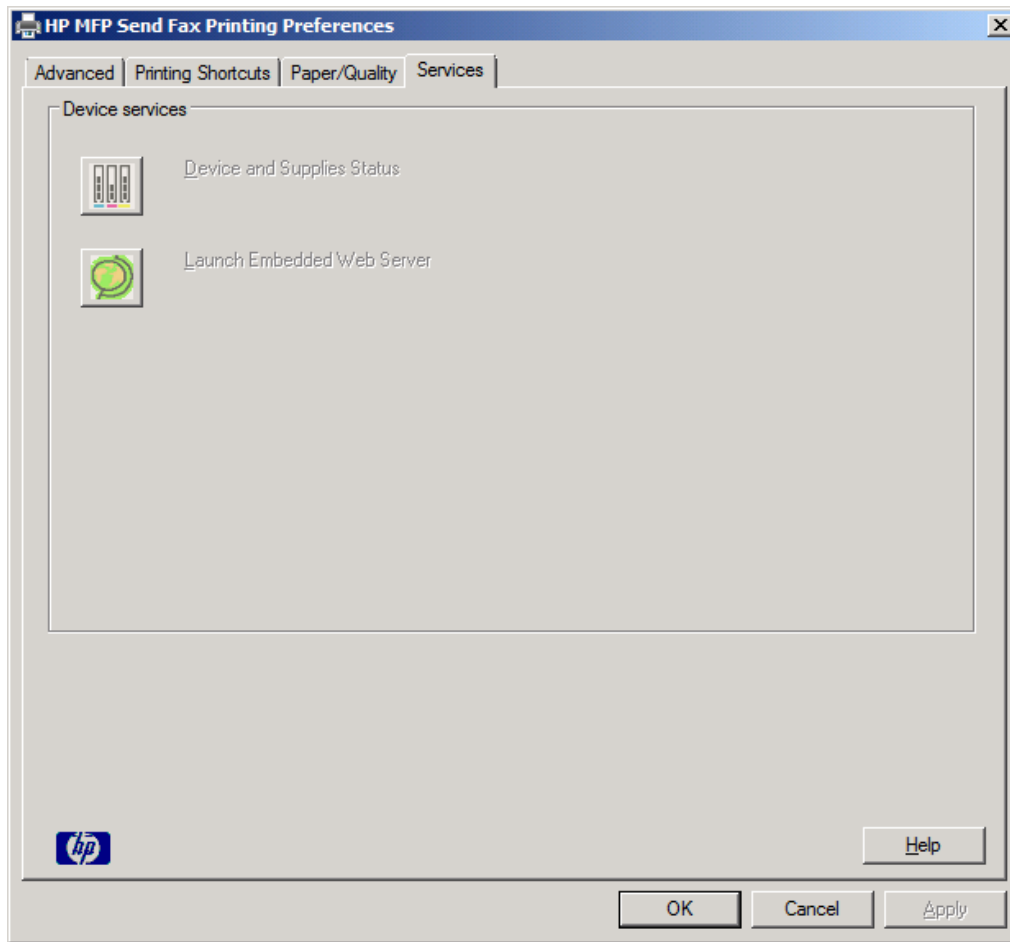 HP MFP Send Fax Printing Preferences
Advanced Printing Shortcuts Paper/Quality Services
Device services
Device and Supplies Status
Launch Embedded Web Server
hp
Help
OK Cancel Apply